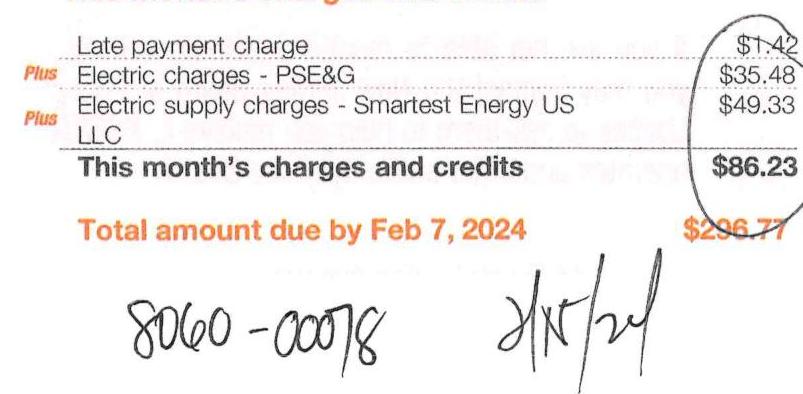 Late payment charge $1.42
Plus Electric charges - PSE&G $35.48
Plus Electric supply charges - Smartest Energy US LLC $49.33
This month's charges and credits $86.23
Total amount due by Feb 7, 2024 $296.77
8060-00078 2/15/24